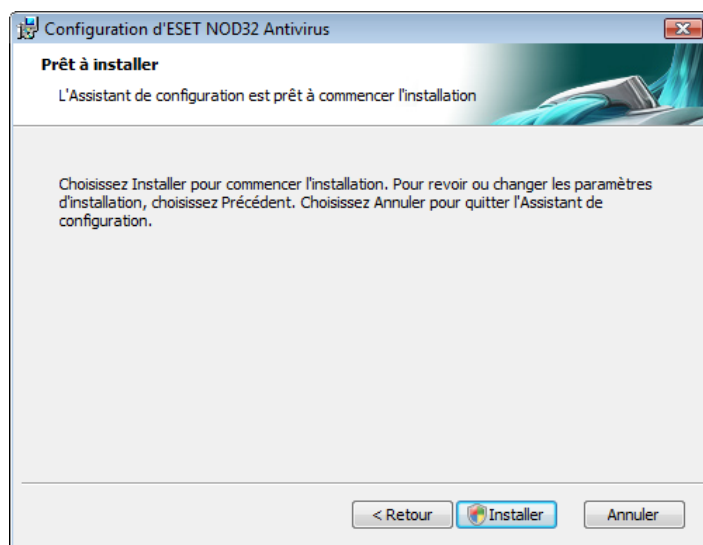 Configuration d'ESET NOD32 Antivirus
Prêt à installer
L'Assistant de configuration est prêt à commencer l'installation
Choisissez Installer pour commencer l'installation. Pour revoir ou changer les paramètres
d'installation, choisissez Précédent. Choisissez Annuler pour quitter l'Assistant de
configuration.
< Retour
Installer
Annuler